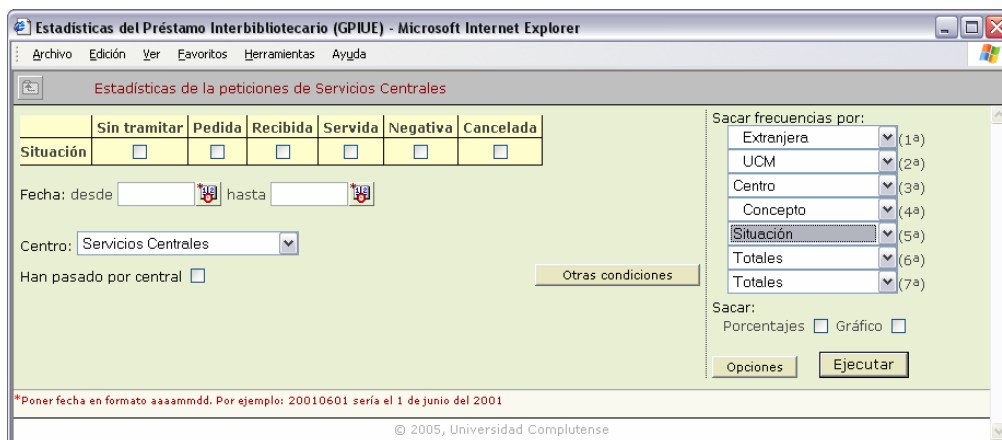 Estadísticas del Préstamo Interbibliotecario (GPIUE) - Microsoft Internet Explorer
Archivo Edición Ver Favoritos Herramientas Ayuda
Estadísticas de la peticiones de Servicios Centrales
Sin tramitar Pedida Recibida Servida Negativa Cancelada
Situación
Fecha: desde * hasta *
Centro: Servicios Centrales
Han pasado por central
Otras condiciones
Sacar frecuencias por:
Extranjera (1ª)
UCM (2ª)
Centro (3ª)
Concepto (4ª)
Situación (5ª)
Totales (6ª)
Totales (7ª)
Sacar:
Porcentajes Gráfico
Opciones Ejecutar
*Poner fecha en formato aaaammdd. Por ejemplo: 20010601 sería el 1 de junio del 2001
© 2005, Universidad Complutense